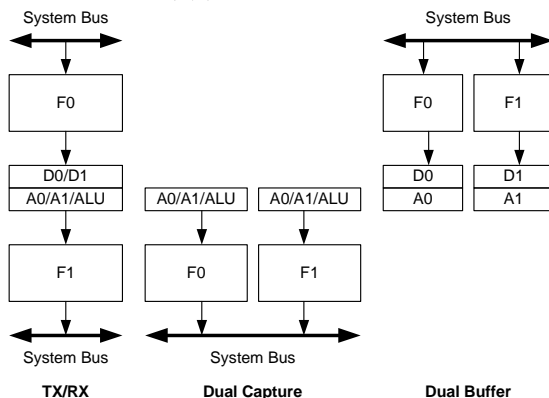 System Bus
System Bus
F0
F0
F1
D0/D1
A0/A1/ALU
D0
A0
D1
A1
A0/A1/ALU
A0/A1/ALU
F1
F0
F1
System Bus
System Bus
TX/RX
Dual Capture
Dual Buffer